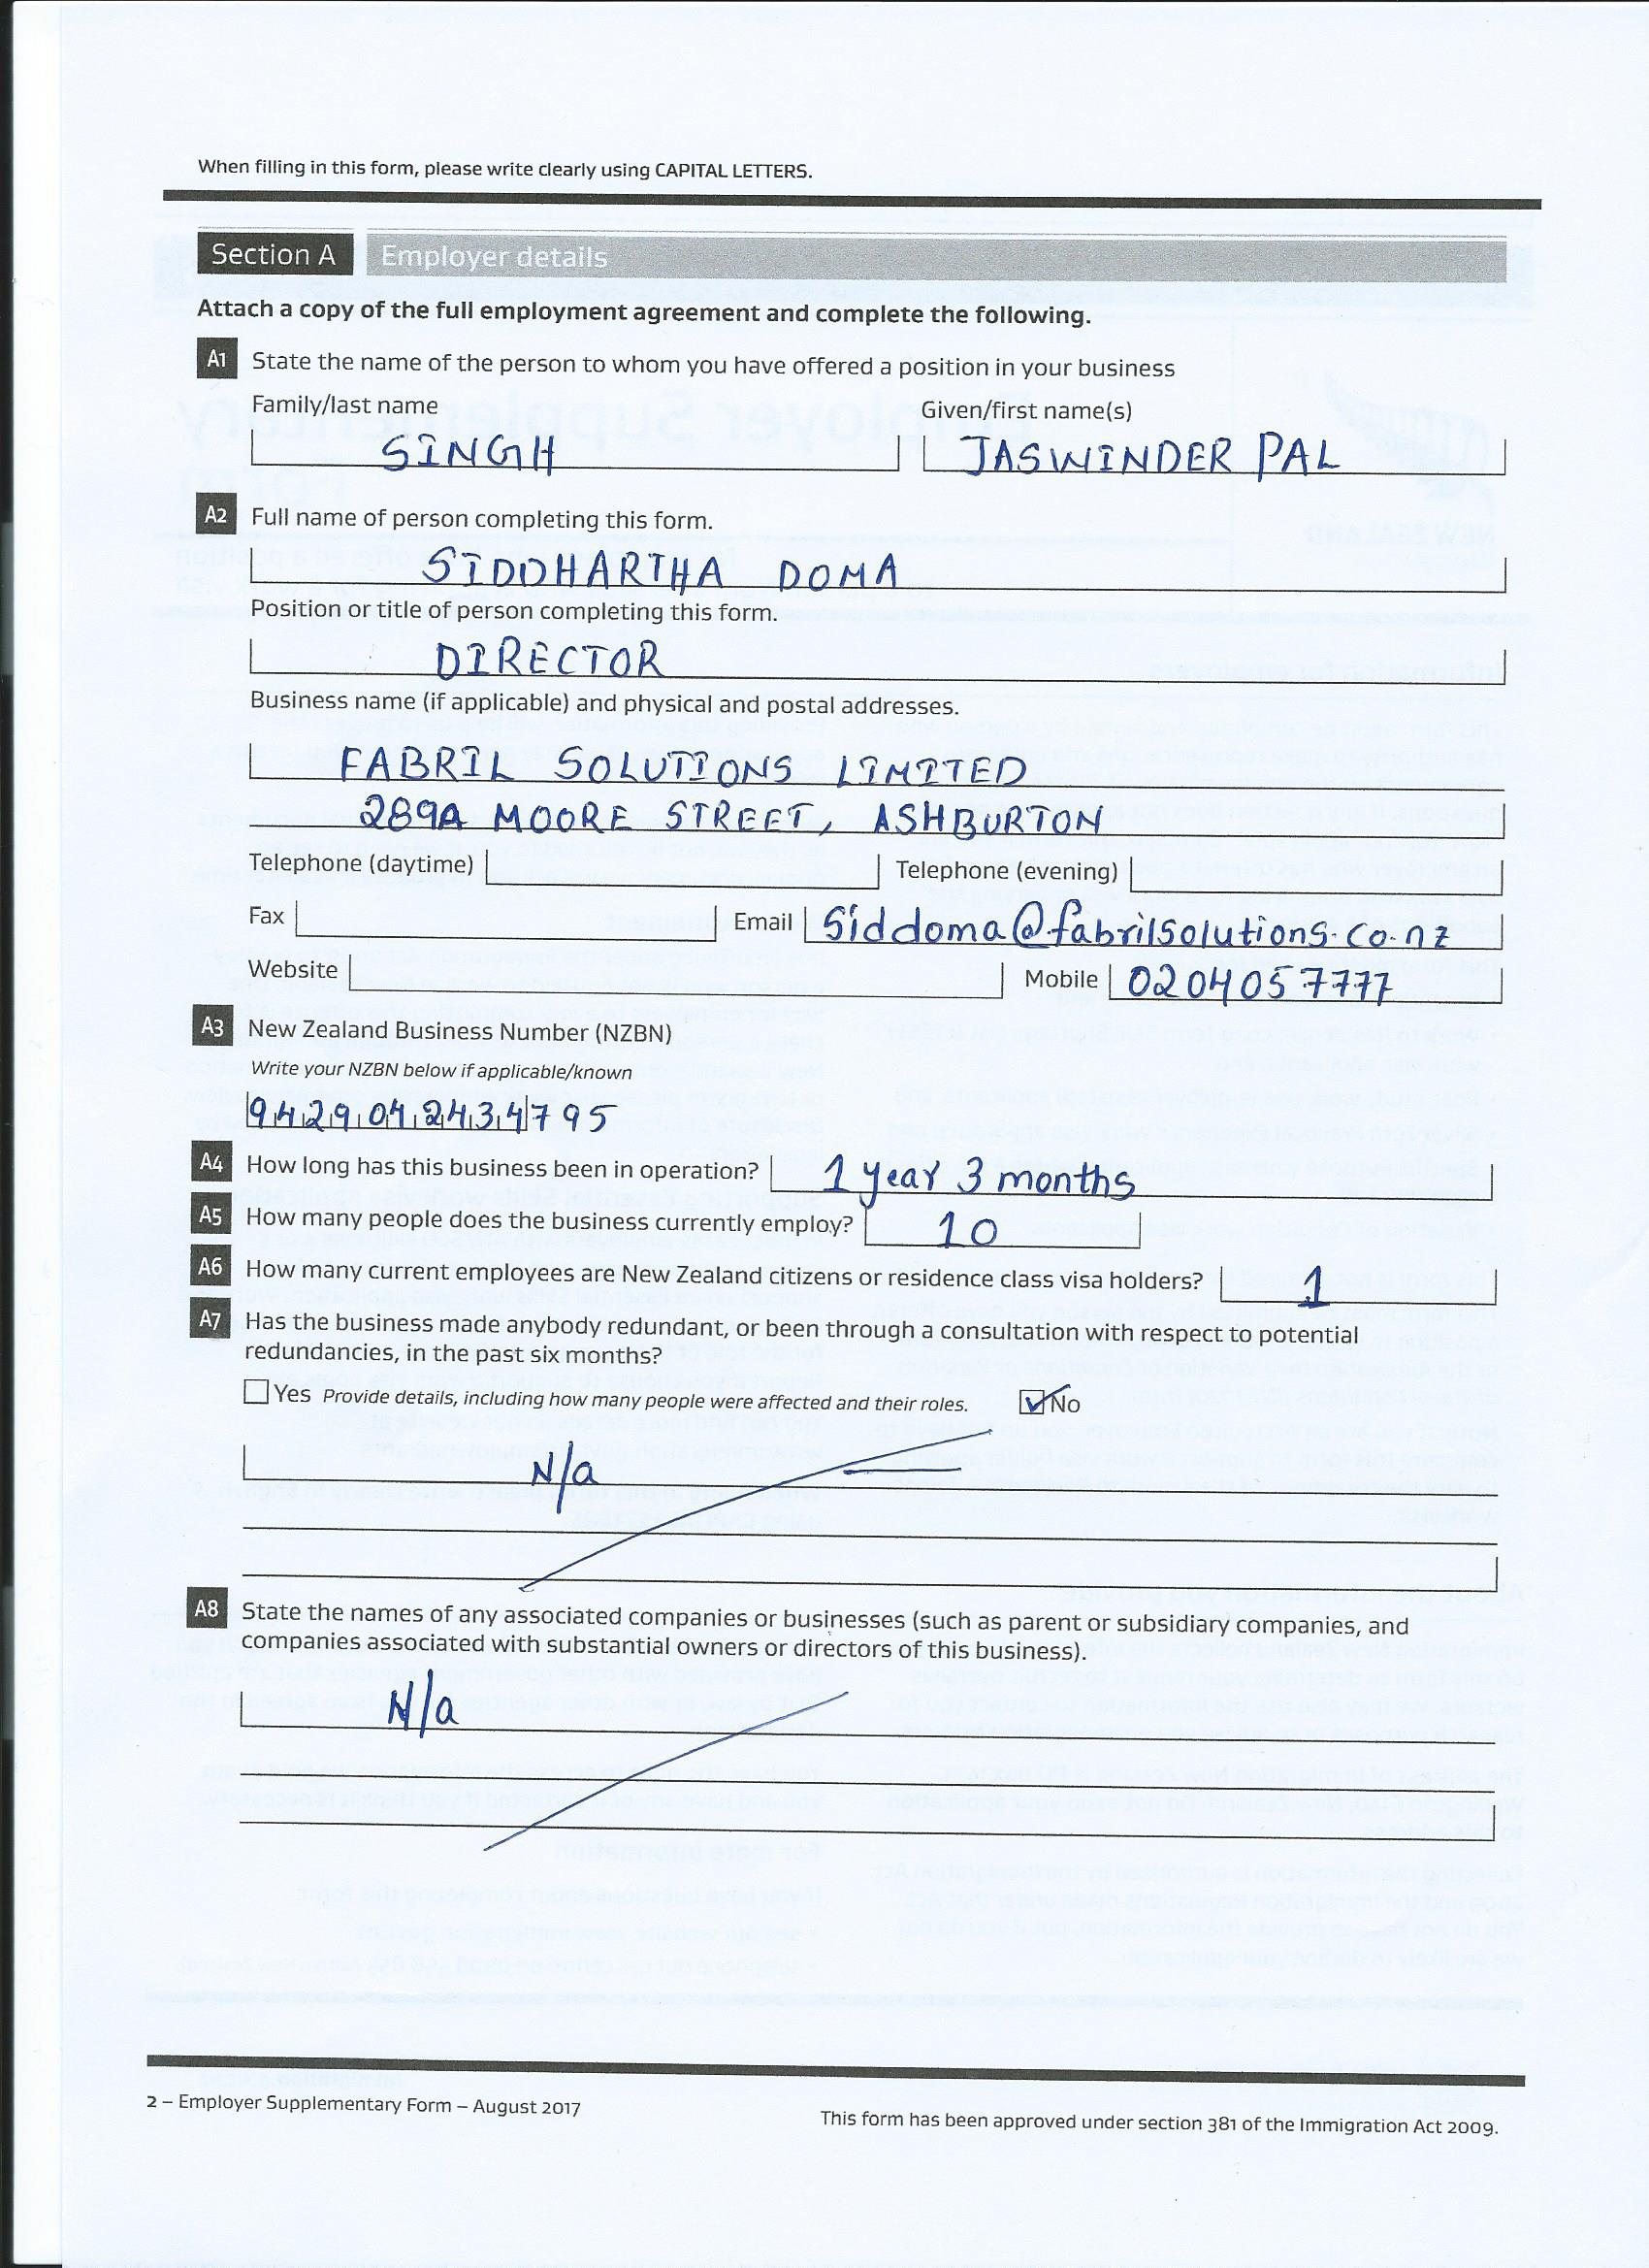 When filling in this form, please write clearly using CAPITAL LETTERS.
Section A Employer details
Attach a copy of the full employment agreement and complete the following.
A1 State the name of the person to whom you have offered a position in your business
Family/last name Given/first name(s)
SINGH JASWINDER PAL
A2 Full name of person completing this form.
SIDDHARTHA DOMA
Position or title of person completing this form.
DIRECTOR
Business name (if applicable) and physical and postal addresses.
FABRIL SOLUTIONS LIMITED
289A MOORE STREET, ASHBURTON
Telephone (daytime) Telephone (evening)
Fax Email Siddoma@fabrilsolutions.co.nz
Website Mobile 0204057777
A3 New Zealand Business Number (NZBN)
Write your NZBN below if applicable/known
9429042434795
A4 How long has this business been in operation? 1 year 3 months
A5 How many people does the business currently employ? 10
A6 How many current employees are New Zealand citizens or residence class visa holders? 1
A7 Has the business made anybody redundant, or been through a consultation with respect to potential
redundancies, in the past six months?
Yes Provide details, including how many people were affected and their roles. No
N/a
A8 State the names of any associated companies or businesses (such as parent or subsidiary companies, and
companies associated with substantial owners or directors of this business).
N/a
2 – Employer Supplementary Form – August 2017
This form has been approved under section 381 of the Immigration Act 2009.